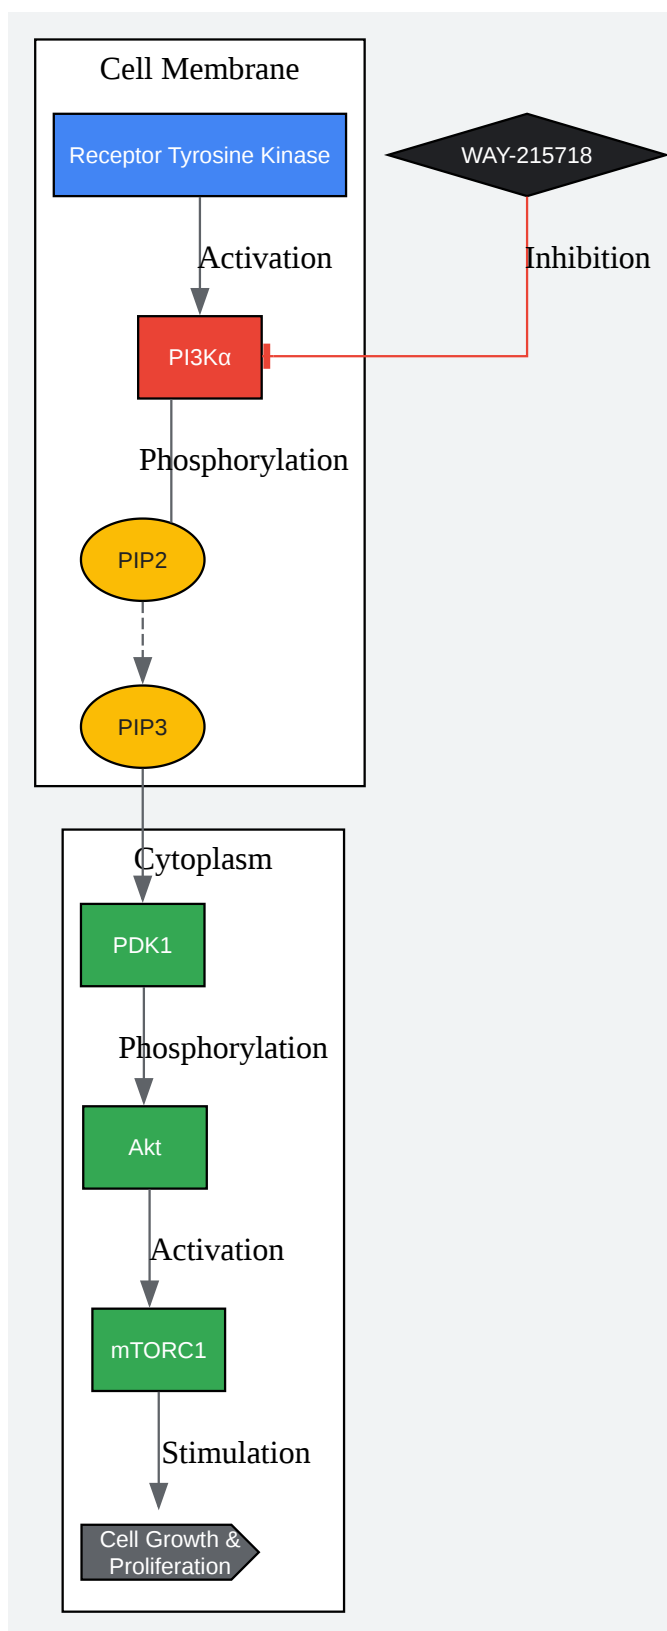 Cell Membrane
Receptor Tyrosine Kinase
WAY-215718
Activation
Inhibition
PI3Kα
Phosphorylation
PIP2
PIP3
Cytoplasm
PDK1
Phosphorylation
Akt
Activation
mTORC1
Stimulation
Cell Growth &
Proliferation